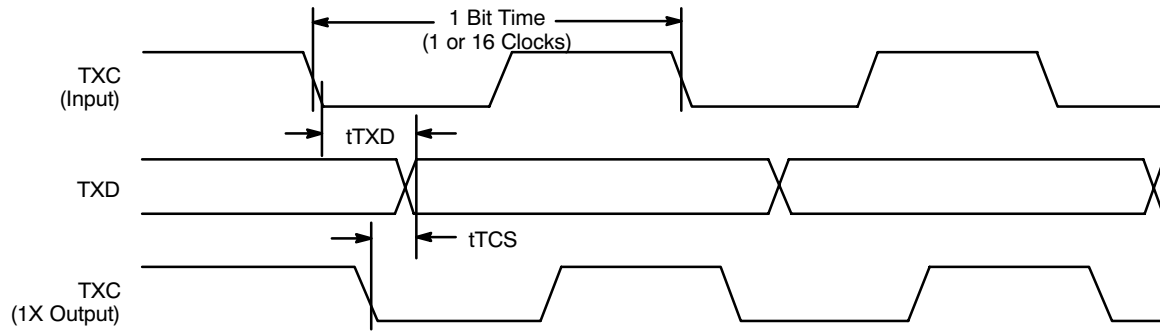 1 Bit Time
(1 or 16 Clocks)
TXC
(Input)
tTXD
TXD
tTCS
TXC
(1X Output)